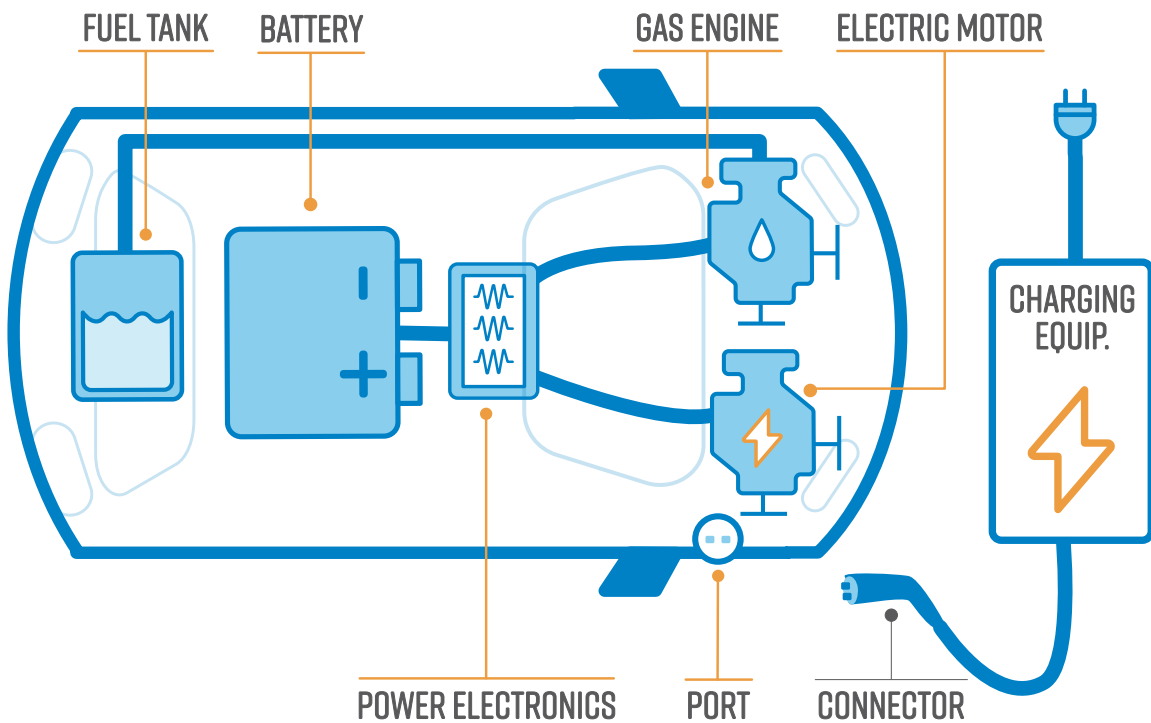 FUEL TANK
BATTERY
GAS ENGINE
ELECTRIC MOTOR
CHARGING
EQUIP.
POWER ELECTRONICS
PORT
CONNECTOR